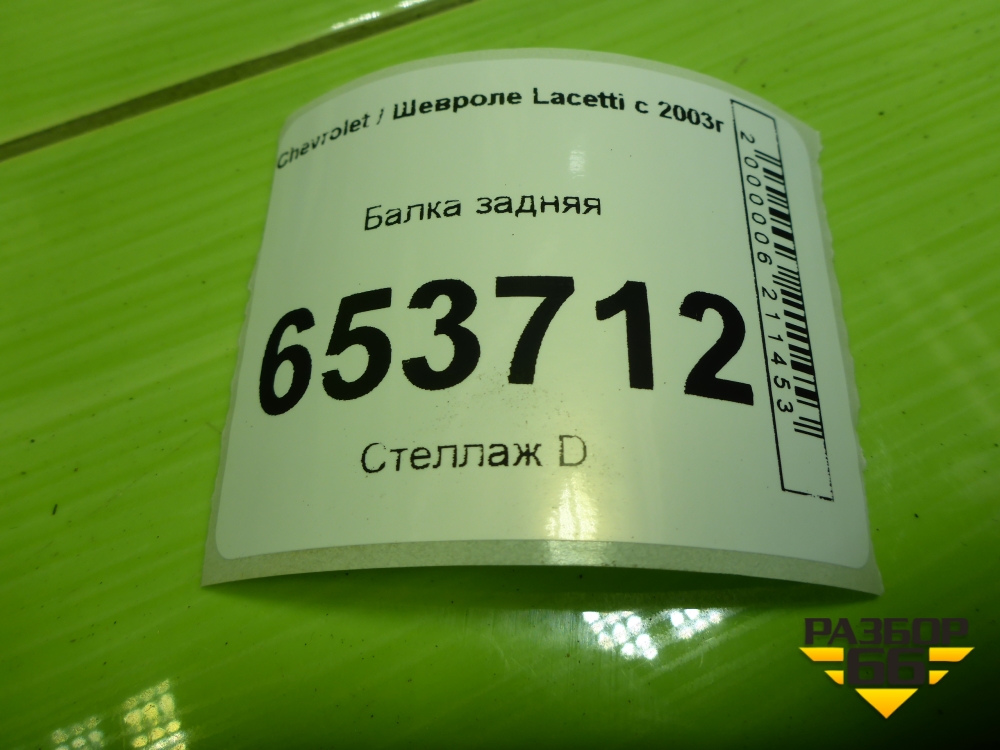 Chevrolet / Шевроле Lacetti с 2003г
Балка задняя
653712
Стеллаж D
2000006211453
РАЗБОР
66